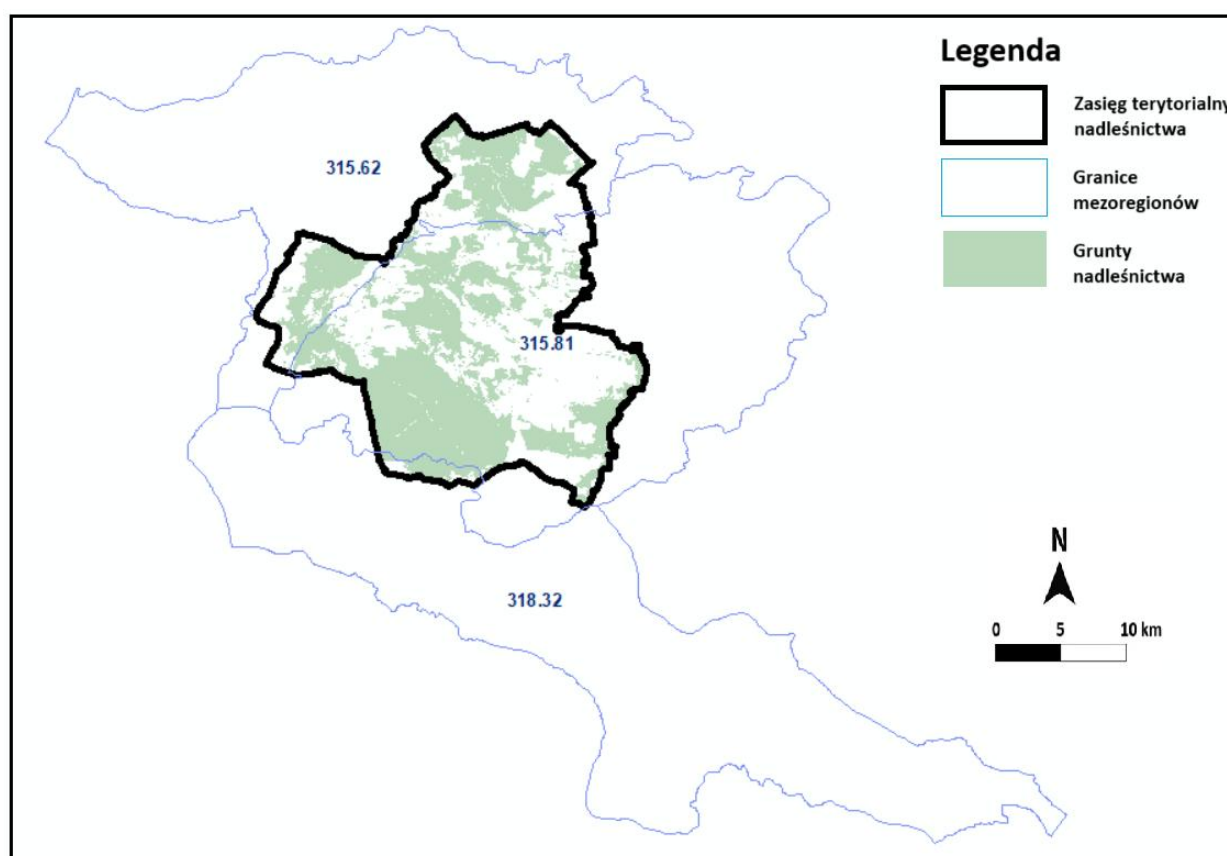 Legenda
Zasięg terytorialny
nadleśnictwa
Granice
mezoregionów
Grunty
nadleśnictwa
315.62
315.81
318.32
N
0 5 10 km